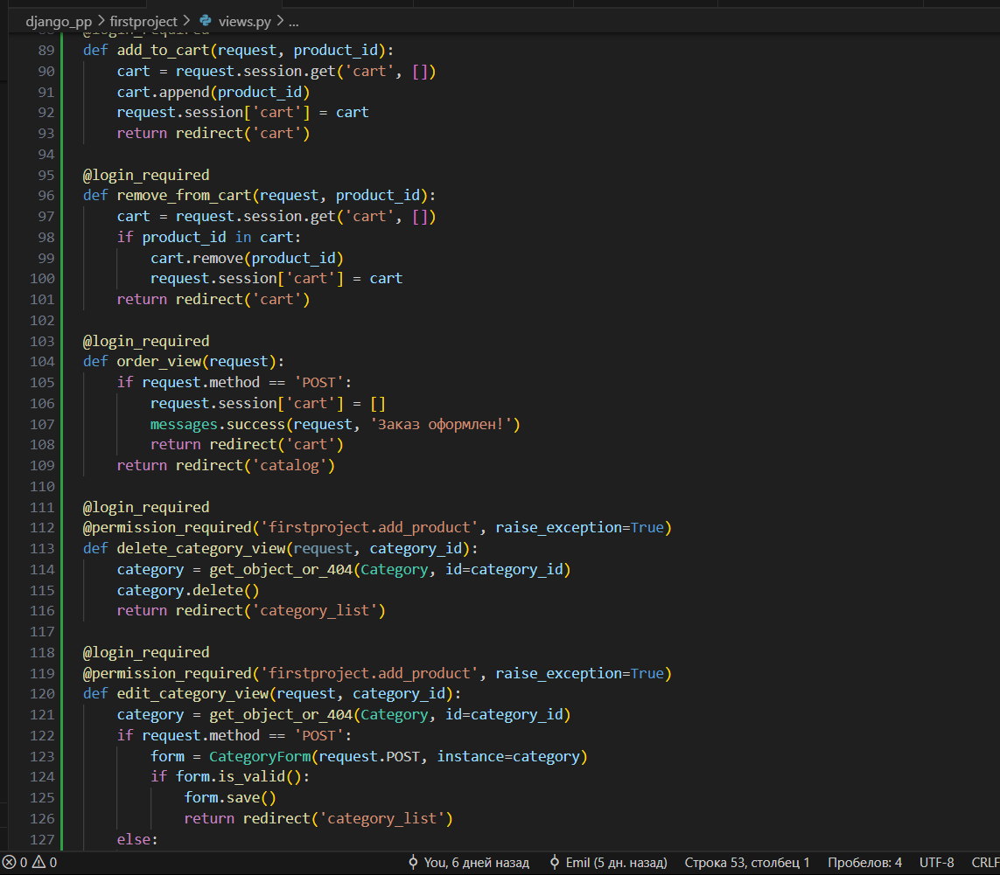 django_pp > firstproject > views.py > ...
88 @login_required
89 def add_to_cart(request, product_id):
90     cart = request.session.get('cart', [])
91     cart.append(product_id)
92     request.session['cart'] = cart
93     return redirect('cart')
94
95 @login_required
96 def remove_from_cart(request, product_id):
97     cart = request.session.get('cart', [])
98     if product_id in cart:
99         cart.remove(product_id)
100         request.session['cart'] = cart
101     return redirect('cart')
102
103 @login_required
104 def order_view(request):
105     if request.method == 'POST':
106         request.session['cart'] = []
107         messages.success(request, 'Заказ оформлен!')
108         return redirect('cart')
109     return redirect('catalog')
110
111 @login_required
112 @permission_required('firstproject.add_product', raise_exception=True)
113 def delete_category_view(request, category_id):
114     category = get_object_or_404(Category, id=category_id)
115     category.delete()
116     return redirect('category_list')
117
118 @login_required
119 @permission_required('firstproject.add_product', raise_exception=True)
120 def edit_category_view(request, category_id):
121     category = get_object_or_404(Category, id=category_id)
122     if request.method == 'POST':
123         form = CategoryForm(request.POST, instance=category)
124         if form.is_valid():
125             form.save()
126             return redirect('category_list')
127     else:
0 0 You, 6 дней назад Emil (5 дн. назад) Строка 53, столбец 1 Пробелов: 4 UTF-8 CRLF